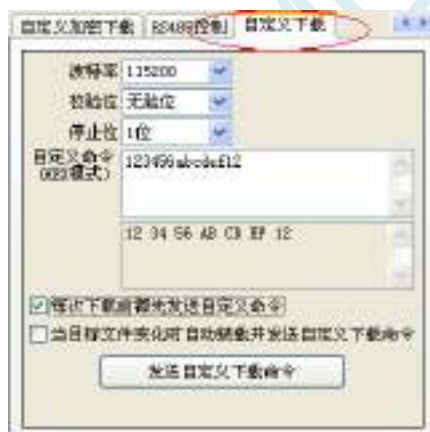 自定义加密下载 RS485控制 自定义下载
波特率 115200
校验位 无验位
停止位 1位
自定义命令 123456abcdef12
(HEX模式)
12 34 56 AB CD EF 12
每次下载前都先发送自定义命令
当目标文件变化时自动装载并发送自定义下载命令
发送自定义下载命令